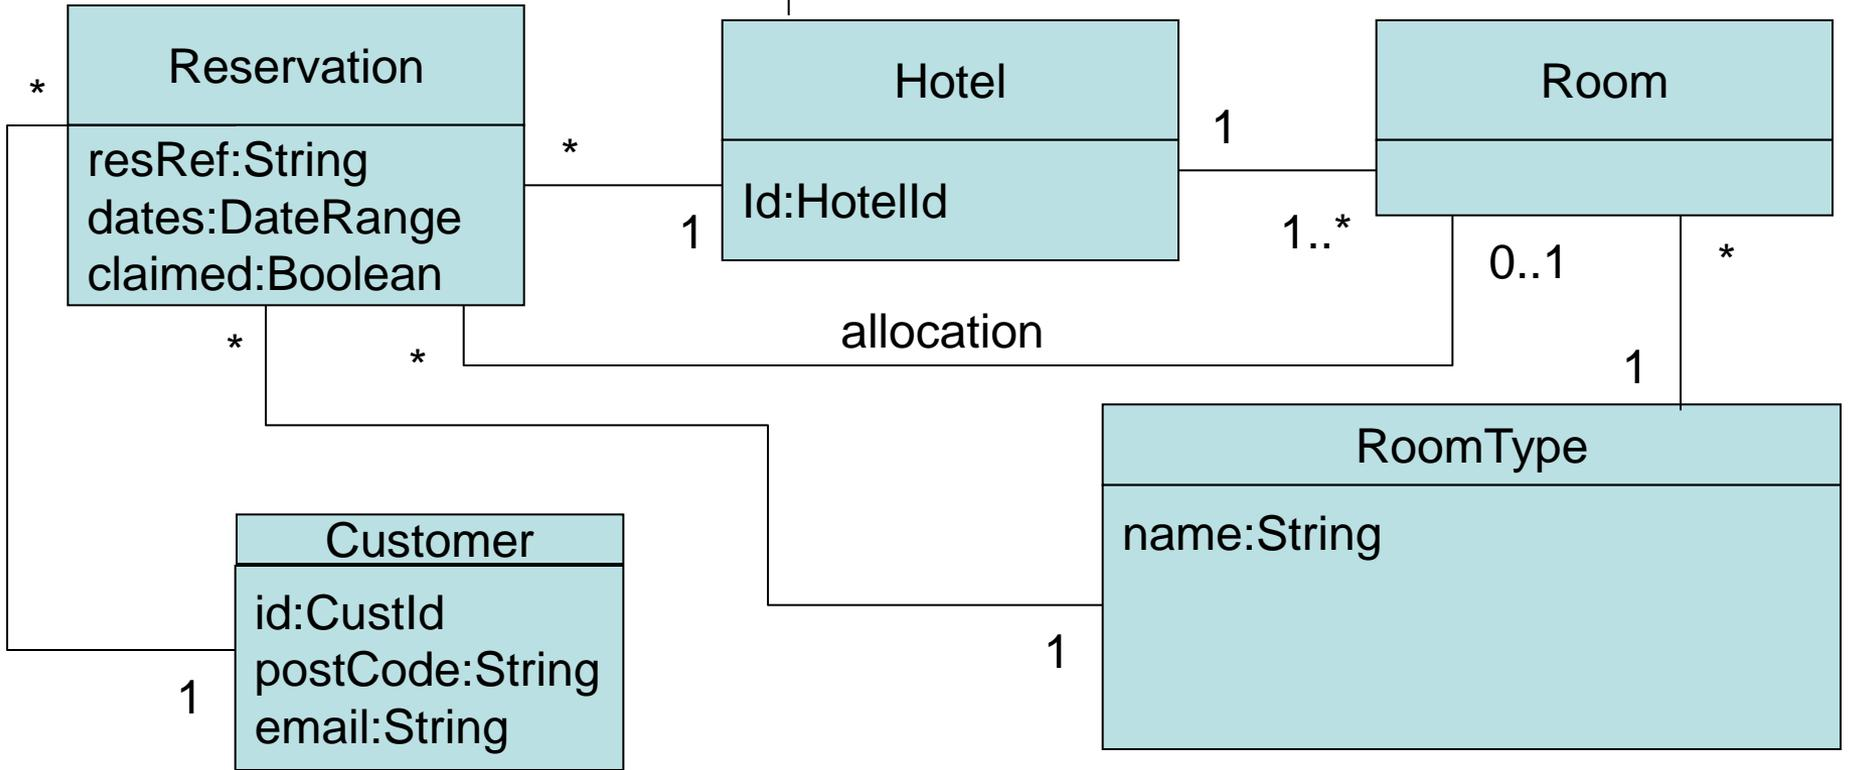 Reservation
resRef:String
dates:DateRange
claimed:Boolean
*
*
1
Hotel
Id:HotelId
1
1..*
Room
0..1
*
1
*
*
allocation
RoomType
name:String
1
Customer
id:CustId
postCode:String
email:String
1